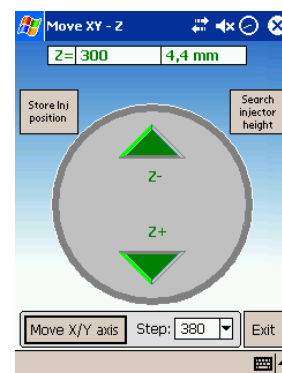 Move XY - Z
Z= 300 4,4 mm
Store Inj
position
Search
injector
height
Z-
Z+
Move X/Y axis Step: 380 Exit